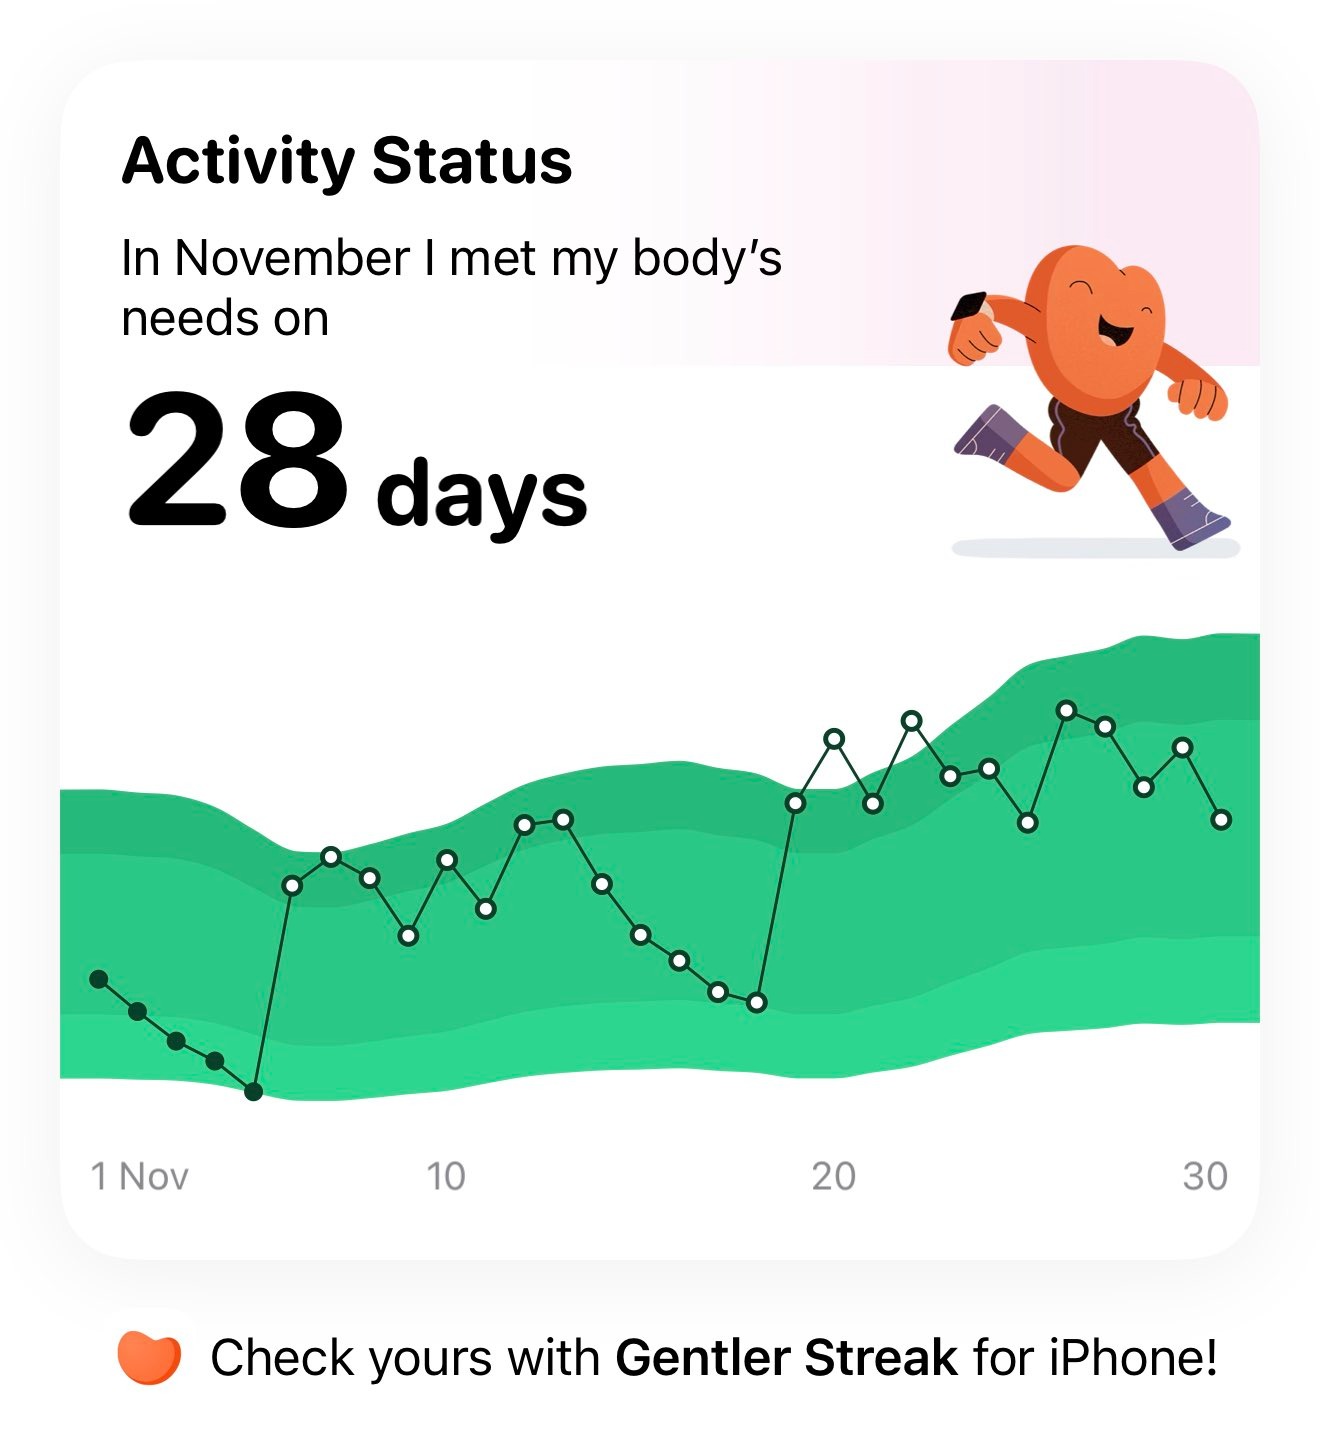 Activity Status
In November I met my body’s
needs on
28 days
1 Nov 10 20 30
Check yours with Gentler Streak for iPhone!